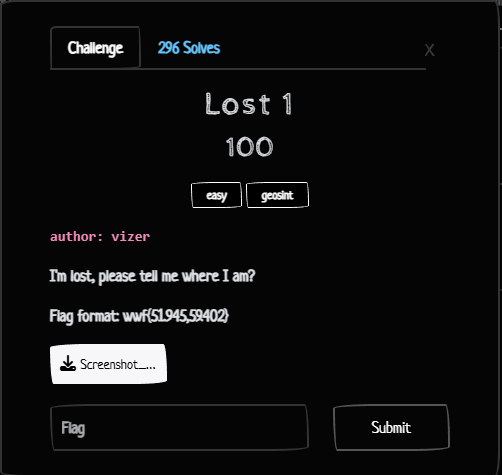 Challenge
296 Solves
X
Lost 1
100
easy
geosint
author: vizer
I'm lost, please tell me where I am?
Flag format: wwf{51.945,59.402}
Screenshot_...
Flag
Submit